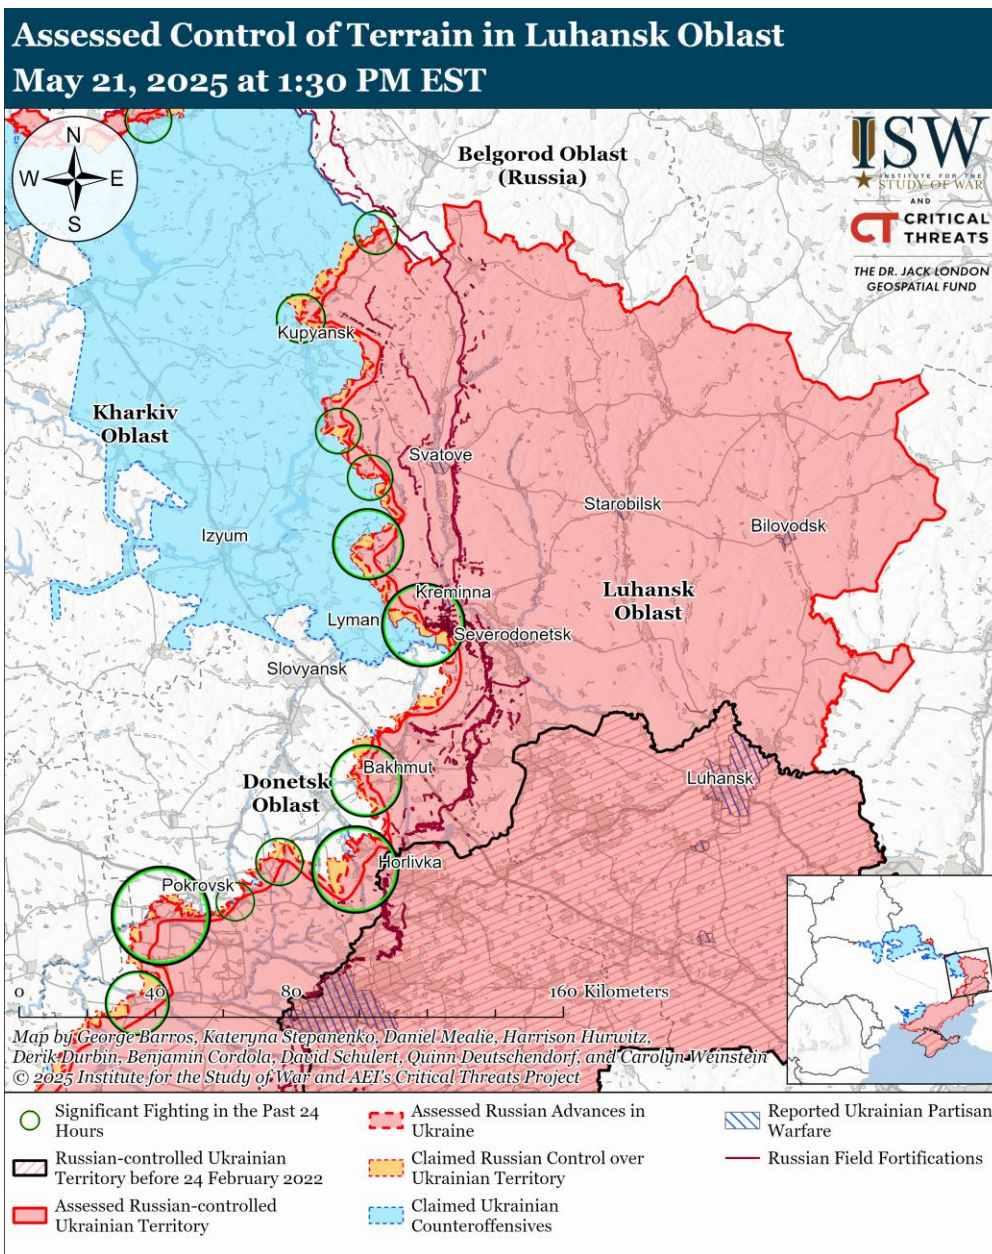 Assessed Control of Terrain in Luhansk Oblast
May 21, 2025 at 1:30 PM EST
N
W
E
S
Belgorod Oblast
(Russia)
ISW
INSTITUTE FOR THE
STUDY OF WAR
AND
CT CRITICAL
THREATS
THE DR. JACK LONDON
GEOSPATIAL FUND
Kupyansk
Kharkiv
Oblast
Svatove
Starobilsk
Bilovodsk
Izyum
Kreminna
Luhansk
Oblast
Lyman
Severodonetsk
Slovyansk
Bakhmut
Luhansk
Donetsk
Oblast
Horlivka
Pokrovsk
0
40
80
160 Kilometers
Map by George Barros, Kateryna Stepanenko, Daniel Mealie, Harrison Hurwitz,
Derik Durbin, Benjamin Cordola, David Schulert, Quinn Deutschendorf, and Carolyn Weinstein
© 2025 Institute for the Study of War and AEI's Critical Threats Project
Significant Fighting in the Past 24
Hours
Russian-controlled Ukrainian
Territory before 24 February 2022
Assessed Russian-controlled
Ukrainian Territory
Assessed Russian Advances in
Ukraine
Claimed Russian Control over
Ukrainian Territory
Claimed Ukrainian
Counteroffensives
Reported Ukrainian Partisan
Warfare
Russian Field Fortifications